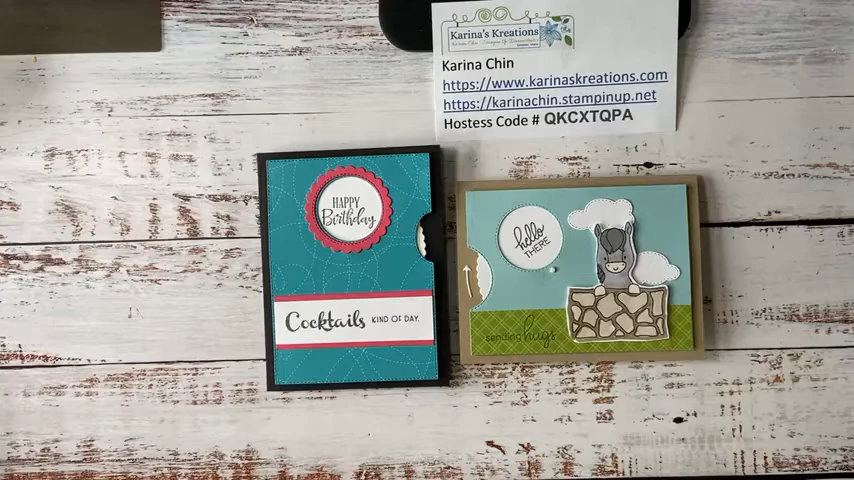 Karina's Kreations
Karina Chin
https://www.karinaskreations.com
https://karinachin.stampinup.net
Hostess Code # QKCXTQPA
HAPPY
Birthday
Cocktails KIND OF DAY.
hello
THERE
sending hugs